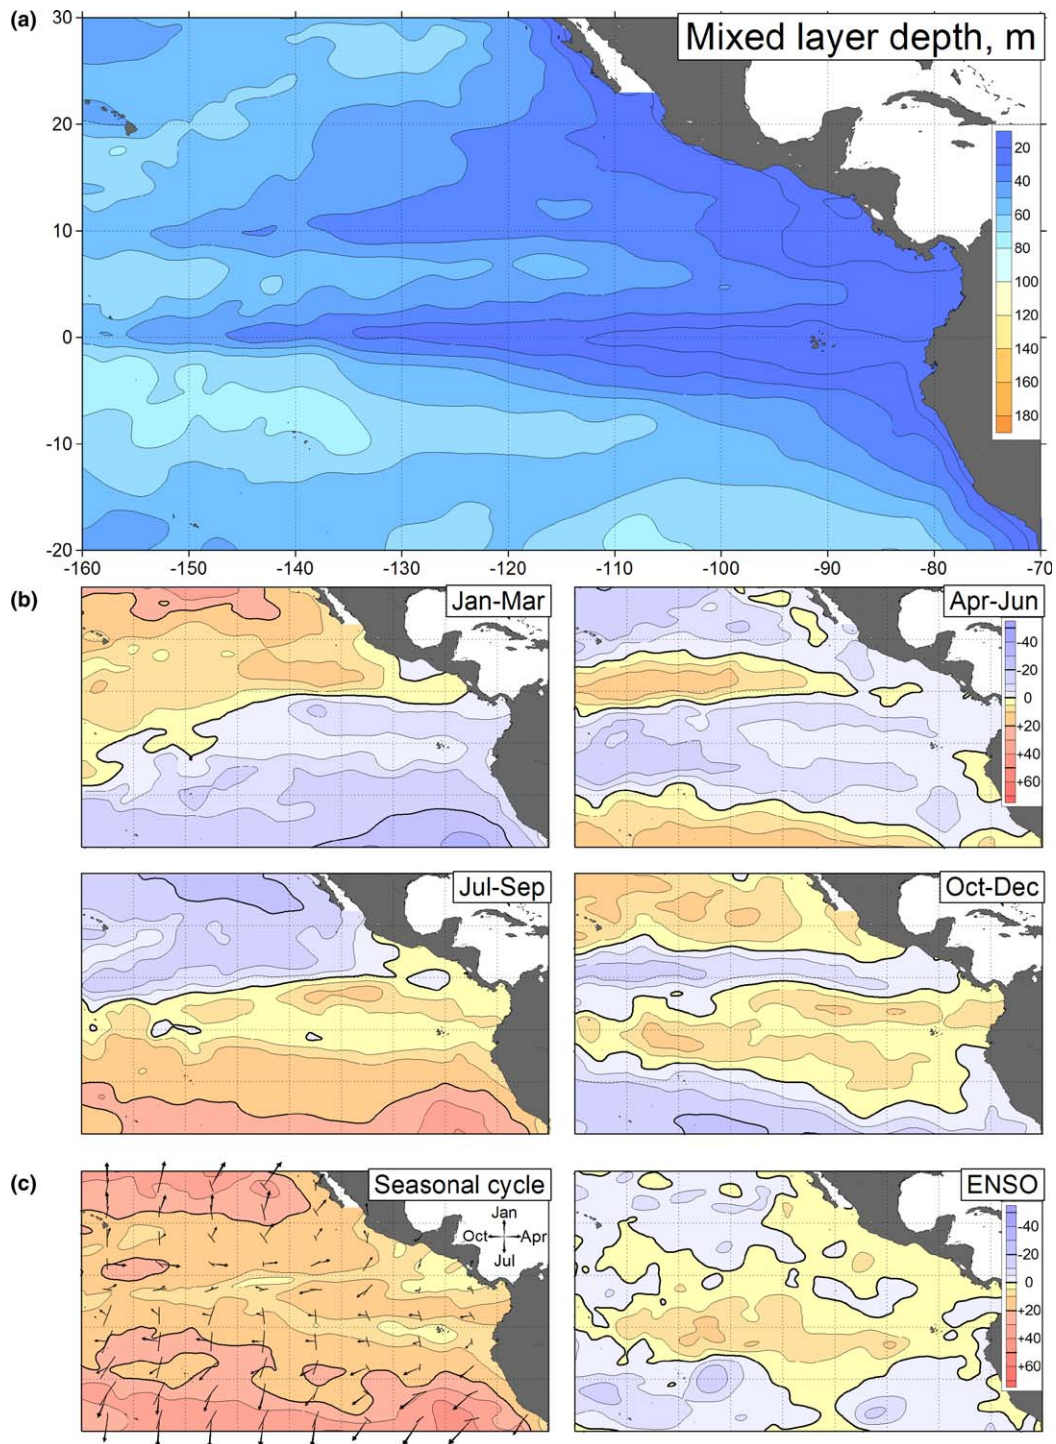 (a)
Mixed layer depth, m
30
20
10
0
-10
-20
-160
-150
-140
-130
-120
-110
-100
-90
-80
-70
20
40
60
80
100
120
140
160
180
(b)
Jan-Mar
Apr-Jun
-40
-20
0
+20
+40
+60
Jul-Sep
Oct-Dec
(c)
Seasonal cycle
Jan
Oct Apr
Jul
ENSO
-40
-20
0
+20
+40
+60